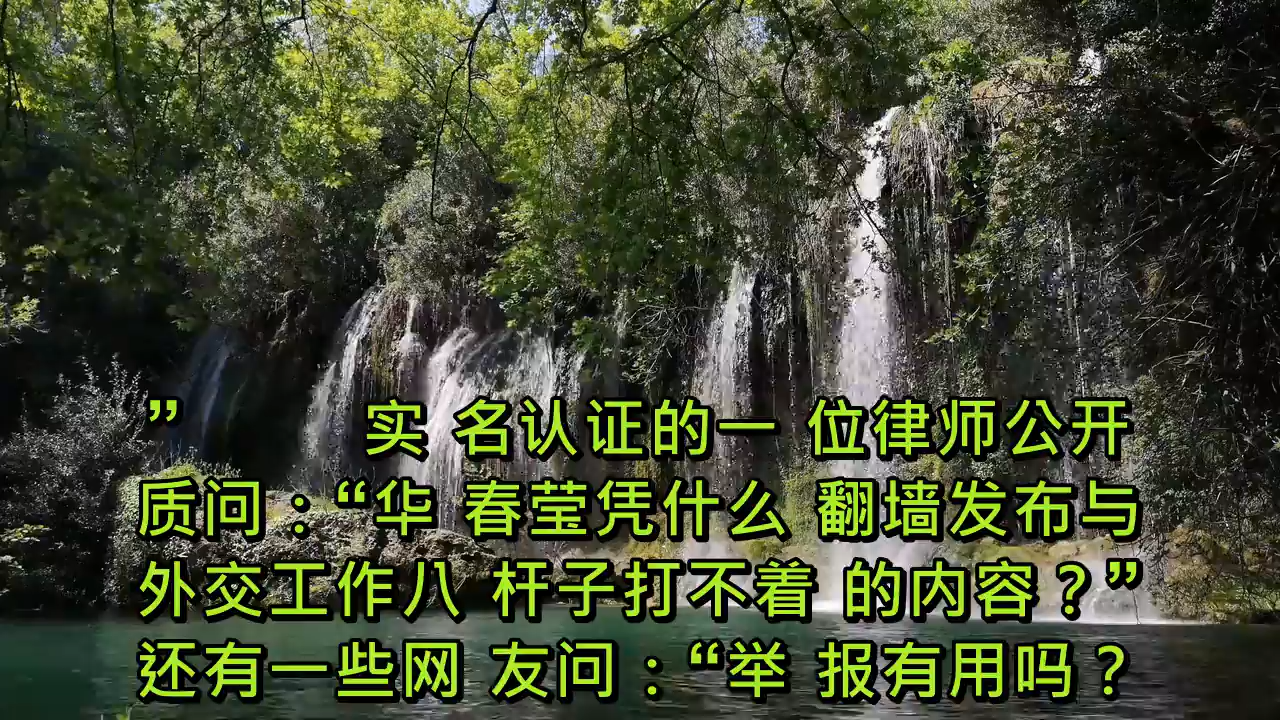 ” 实 名认证的一 位律师公开
质问：“华 春莹凭什么 翻墙发布与
外交工作八 杆子打不着 的内容？”
还有一些网 友问：“举 报有用吗？